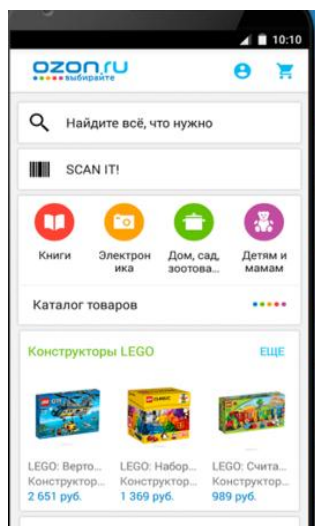 10:10
ozon.ru
выбирайте
Найдите всё, что нужно
SCAN IT!
Книги
Электрон
ика
Дом, сад,
зоотова...
Детям и
мамам
Каталог товаров
Конструкторы LEGO
ЕЩЕ
LEGO: Верто...
Конструктор...
2 651 руб.
LEGO: Набор...
Конструктор...
1 369 руб.
LEGO: Счита...
Конструктор...
989 руб.